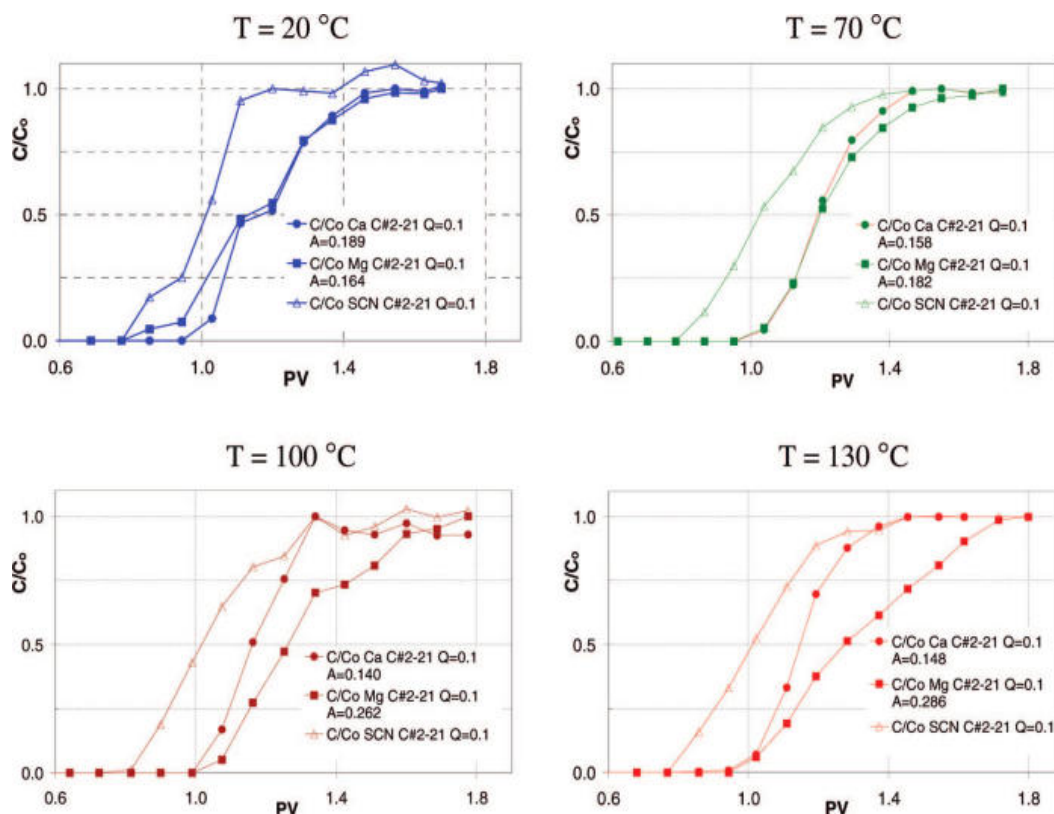 T = 20 °C
1.0
0.5
0.0
C/Co
0.6
1.0
1.4
1.8
PV
C/Co Ca C#2-21 Q=0.1
A=0.189
C/Co Mg C#2-21 Q=0.1
A=0.164
C/Co SCN C#2-21 Q=0.1
T = 70 °C
1.0
0.5
0.0
C/Co
0.6
1.0
1.4
1.8
PV
C/Co Ca C#2-21 Q=0.1
A=0.158
C/Co Mg C#2-21 Q=0.1
A=0.182
C/Co SCN C#2-21 Q=0.1
T = 100 °C
1.0
0.5
0.0
C/Co
0.6
1.0
1.4
1.8
PV
C/Co Ca C#2-21 Q=0.1
A=0.140
C/Co Mg C#2-21 Q=0.1
A=0.262
C/Co SCN C#2-21 Q=0.1
T = 130 °C
1.0
0.5
0.0
C/Co
0.6
1.0
1.4
1.8
PV
C/Co Ca C#2-21 Q=0.1
A=0.148
C/Co Mg C#2-21 Q=0.1
A=0.286
C/Co SCN C#2-21 Q=0.1